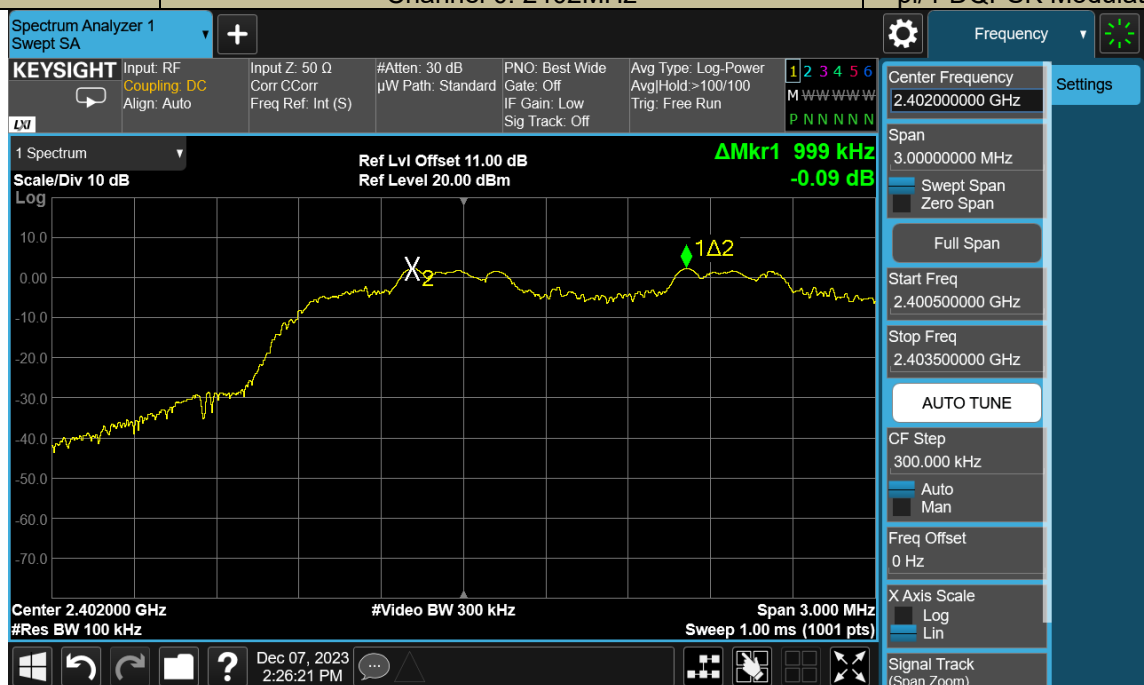 Spectrum Analyzer 1
Swept SA
Frequency
KEYSIGHT
LXI
Input: RF
Coupling: DC
Align: Auto
Input Z: 50 Ω
Corr CCorr
Freq Ref: Int (S)
#Atten: 30 dB
µW Path: Standard
PNO: Best Wide
Gate: Off
IF Gain: Low
Sig Track: Off
Avg Type: Log-Power
Avg|Hold:>100/100
Trig: Free Run
1 2 3 4 5 6
M W W W W W
P N N N N N
1 Spectrum
Scale/Div 10 dB
Log
Ref Lvl Offset 11.00 dB
Ref Level 20.00 dBm
ΔMkr1 999 kHz
-0.09 dB
10.0
0.00
-10.0
-20.0
-30.0
-40.0
-50.0
-60.0
-70.0
X2
1Δ2
Center 2.402000 GHz
#Res BW 100 kHz
#Video BW 300 kHz
Span 3.000 MHz
Sweep 1.00 ms (1001 pts)
Dec 07, 2023
2:26:21 PM
Center Frequency
2.402000000 GHz
Settings
Span
3.00000000 MHz
Swept Span
Zero Span
Full Span
Start Freq
2.400500000 GHz
Stop Freq
2.403500000 GHz
AUTO TUNE
CF Step
300.000 kHz
Auto
Man
Freq Offset
0 Hz
X Axis Scale
Log
Lin
Signal Track
(Span Zoom)